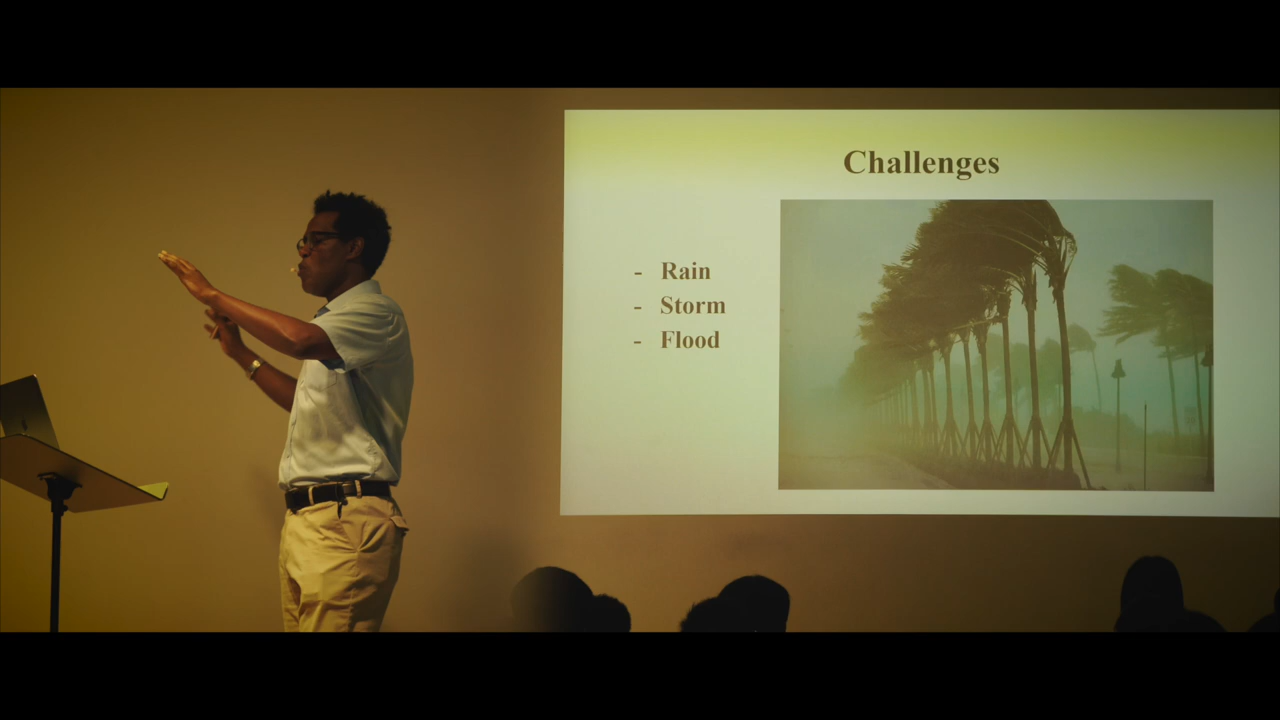 Challenges
- Rain
- Storm
- Flood